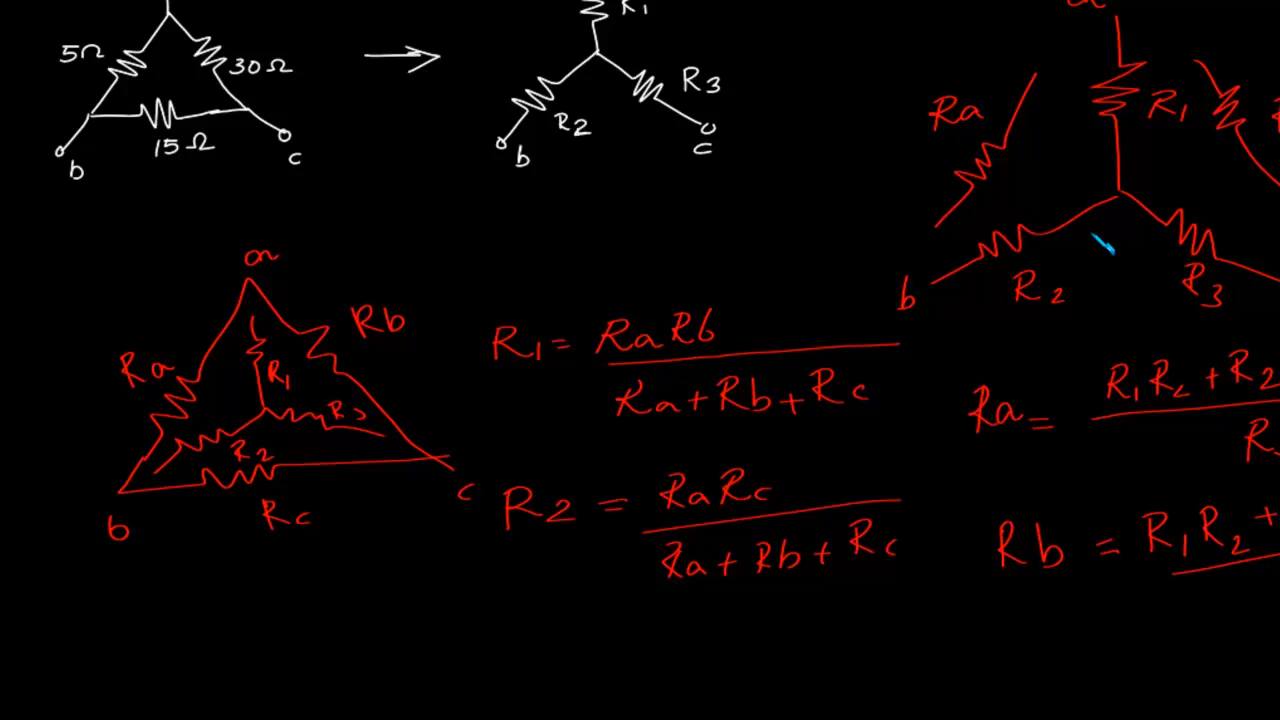 5Ω
30Ω
15Ω
b
c
R1
R2
R3
b
c
Ra
R1
b
R2
R3
a
Ra
Rb
R1
R2
Rc
b
c
R1 = RaRb
Ra + Rb + Rc
R2 = RaRc
Ra + Rb + Rc
Ra = R1R2 + R2
Rb = R1R2 +